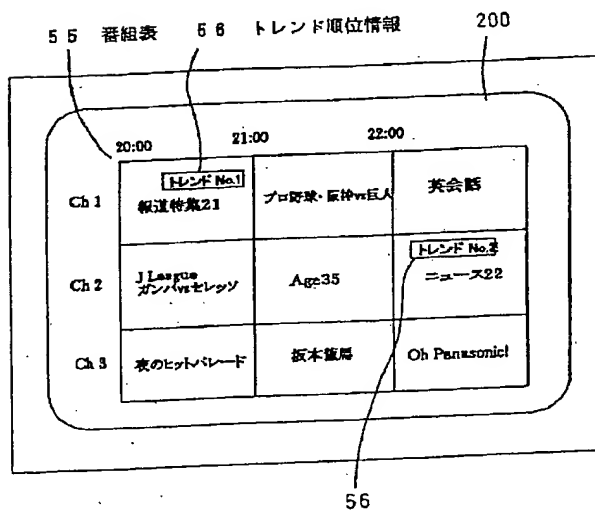 55 番組表 56 トレンド順位情報 200
20:00 21:00 22:00
トレンド No.1
Ch 1 報道特集21 プロ野球・阪神vs巨人 英会話
トレンド No.2
Ch 2 J League
ガンバvsセレッソ Age35 ニュース22
Ch 3 夜のヒットパレード 坂本龍馬 Oh Panasonic!
56